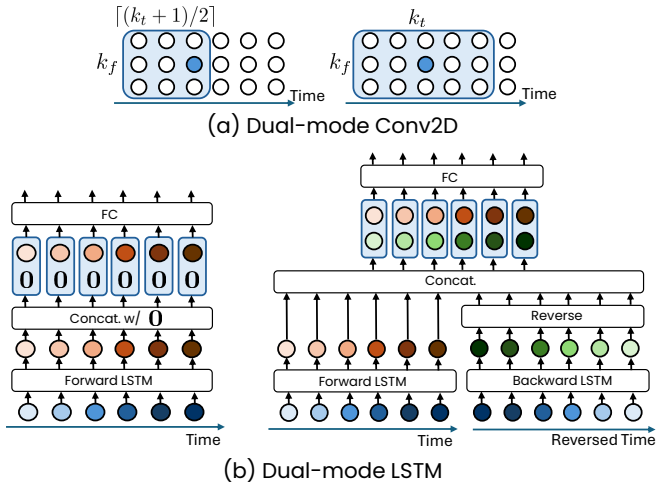 ⌈(k_t + 1)/2⌉
k_f
Time
k_t
k_f
Time
(a) Dual-mode Conv2D
FC
0 0 0 0 0 0
Concat. w/ 0
Forward LSTM
Time
FC
Concat.
Reverse
Forward LSTM
Backward LSTM
Time
Reversed Time
(b) Dual-mode LSTM